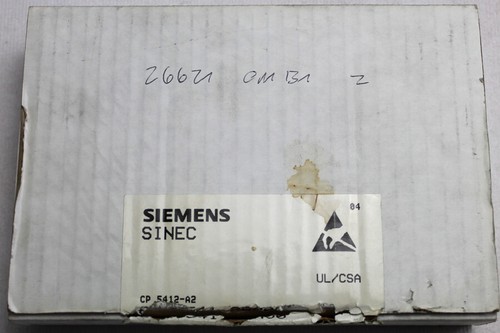 26621 OM B1 2
04
SIEMENS
SINEC
UL/CSA
CP 5412-A2